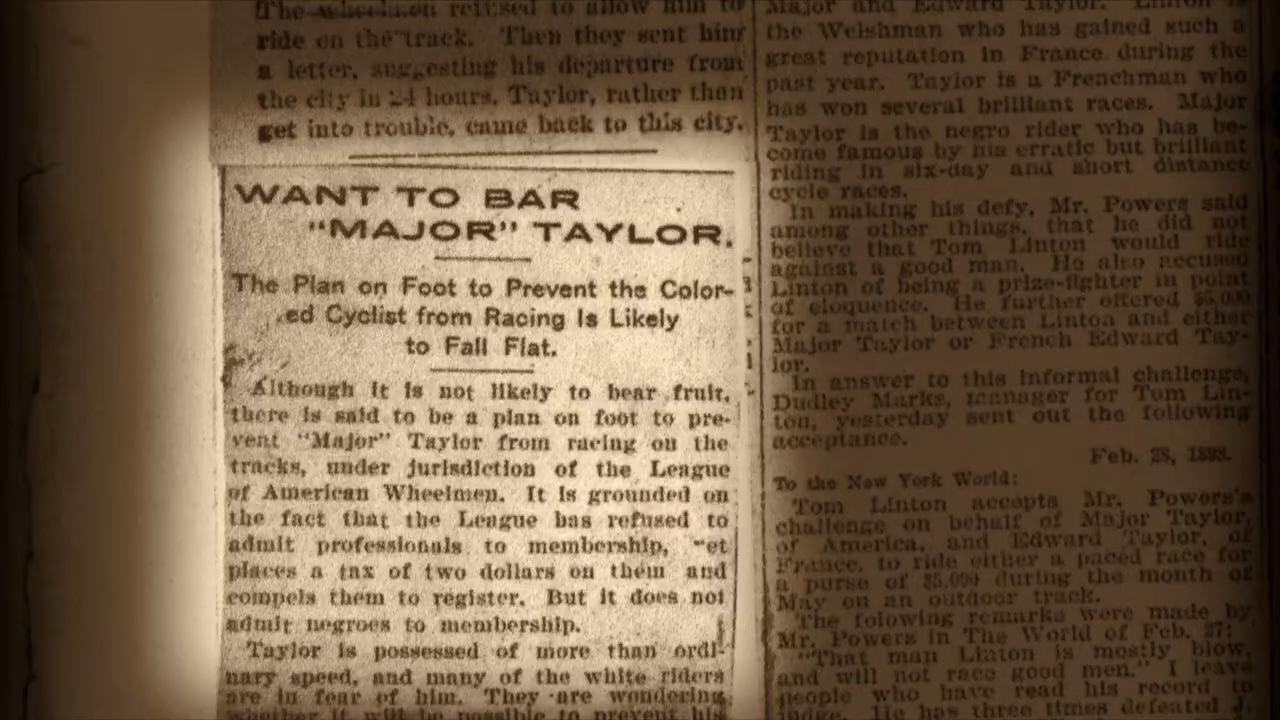 The wheelmen refused to allow him to
ride on the track. Then they sent him
a letter, suggesting his departure from
the city in 24 hours. Taylor, rather than
get into trouble, came back to this city.
WANT TO BAR
"MAJOR" TAYLOR.
The Plan on Foot to Prevent the Color-
ed Cyclist from Racing Is Likely
to Fall Flat.
Although it is not likely to bear fruit,
there is said to be a plan on foot to pre-
vent "Major" Taylor from racing on the
tracks, under jurisdiction of the League
of American Wheelmen. It is grounded on
the fact that the League has refused to
admit professionals to membership, "et
places a tax of two dollars on them and
compels them to register. But it does not
admit negroes to membership.
Taylor is possessed of more than ordi-
nary speed, and many of the white riders
are in fear of him. They are wondering
whether it will be possible to prevent his
Major and Edward Taylor. Linton is
the Welshman who has gained such a
great reputation in France during the
past year. Taylor is a Frenchman who
has won several brilliant races. Major
Taylor is the negro rider who has be-
come famous by his erratic but brilliant
riding in six-day and short distance
cycle races.
In making his defy, Mr. Powers said
among other things, that he did not
believe that Tom Linton would ride
against a good man. He also accused
Linton of being a prize-fighter in point
of eloquence. He further offered $5,000
for a match between Linton and either
Major Taylor or French Edward Tay-
lor.
In answer to this informal challenge,
Dudley Marks, manager for Tom Lin-
ton, yesterday sent out the following
acceptance.
Feb. 28, 1898.
To the New York World:
Tom Linton accepts Mr. Powers's
challenge on behalf of Major Taylor,
of America, and Edward Taylor, of
France, to ride either a paced race for
a purse of $5,000 during the month of
May on an outdoor track.
The folowing remarks were made by
Mr. Powers in The World of Feb. 27:
"That man Linton is mostly blow,
and will not race good men." I leave
people who have read his record to
judge. He has three times defeated J.